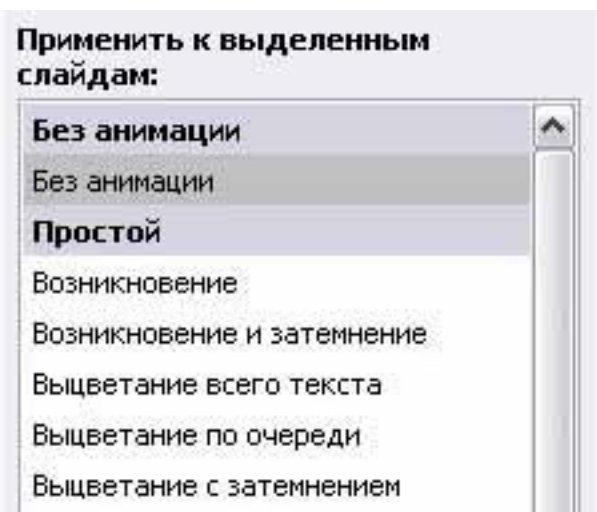 Применить к выделенным
слайдам:
Без анимации
Без анимации
Простой
Возникновение
Возникновение и затемнение
Выцветание всего текста
Выцветание по очереди
Выцветание с затемнением